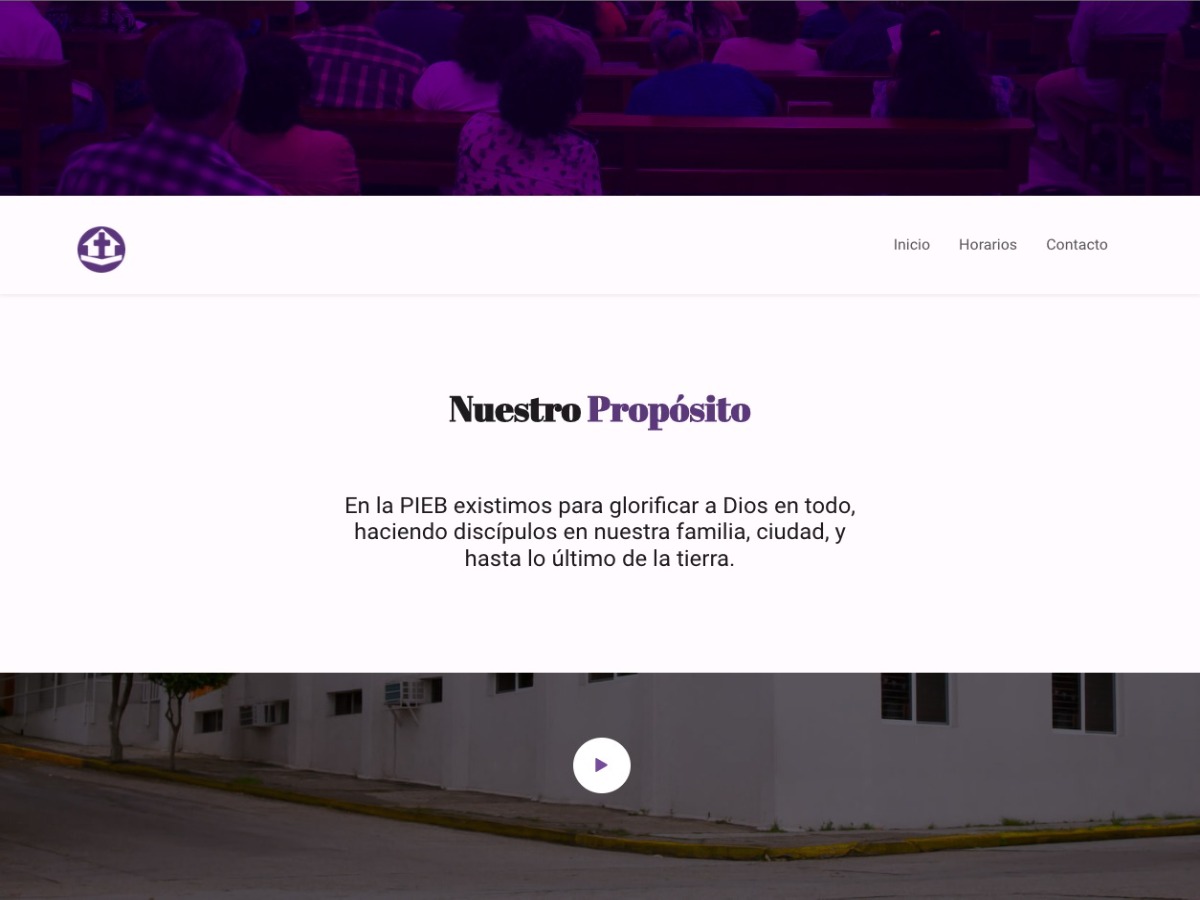 Inicio Horarios Contacto
Nuestro Propósito
En la PIEB existimos para glorificar a Dios en todo,
haciendo discípulos en nuestra familia, ciudad, y
hasta lo último de la tierra.